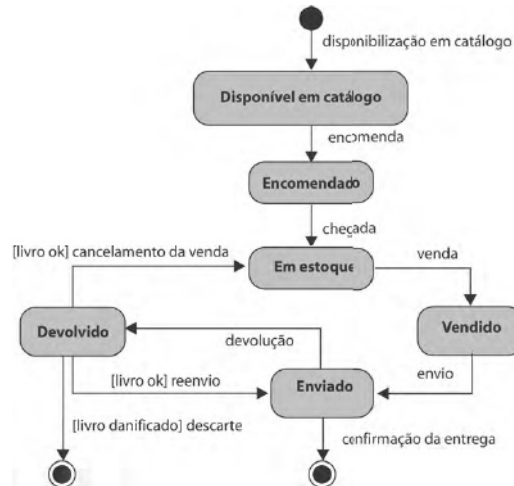 disponibilização em catálogo
Disponível em catálogo
encomenda
Encomendado
chegada
[livro ok] cancelamento da venda
Em estoque
venda
Devolvido
devolução
Vendido
[livro ok] reenvio
Enviado
envio
[livro danificado] descarte
confirmação da entrega